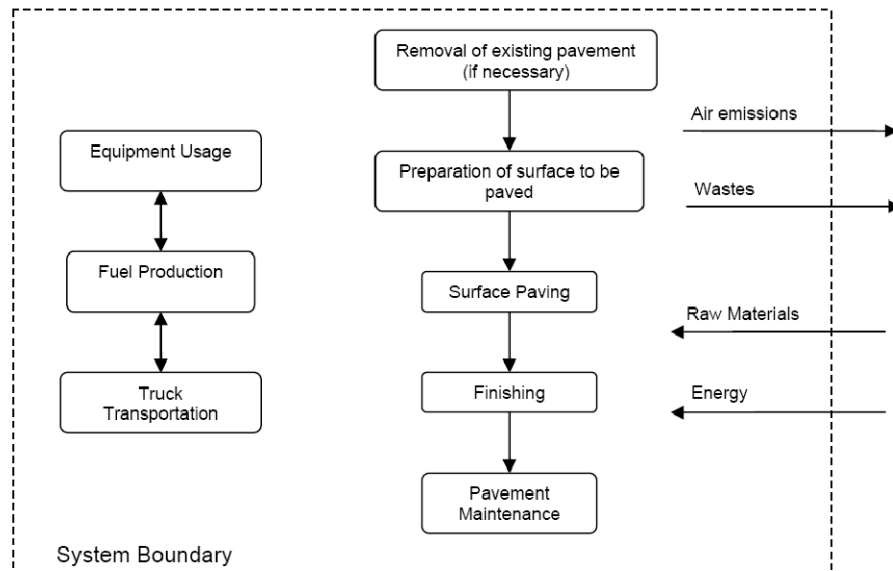 Removal of existing pavement
(if necessary)
Air emissions
Equipment Usage
Preparation of surface to be
paved
Wastes
Fuel Production
Surface Paving
Raw Materials
Truck
Transportation
Finishing
Energy
Pavement
Maintenance
System Boundary